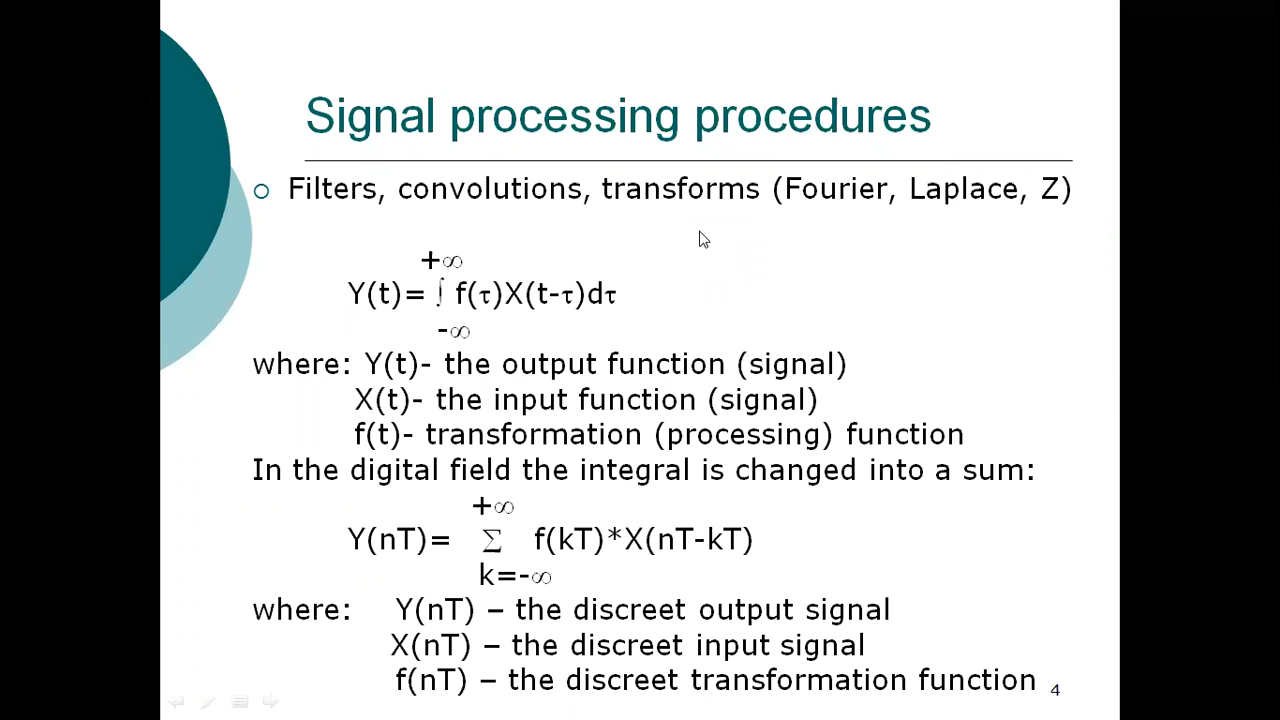 Signal processing procedures
Filters, convolutions, transforms (Fourier, Laplace, Z)
+∞
Y(t)= ∫ f(τ)X(t-τ)dτ
-∞
where: Y(t)- the output function (signal)
X(t)- the input function (signal)
f(t)- transformation (processing) function
In the digital field the integral is changed into a sum:
+∞
Y(nT)= Σ f(kT)*X(nT-kT)
k=-∞
where: Y(nT) – the discreet output signal
X(nT) – the discreet input signal
f(nT) – the discreet transformation function
4